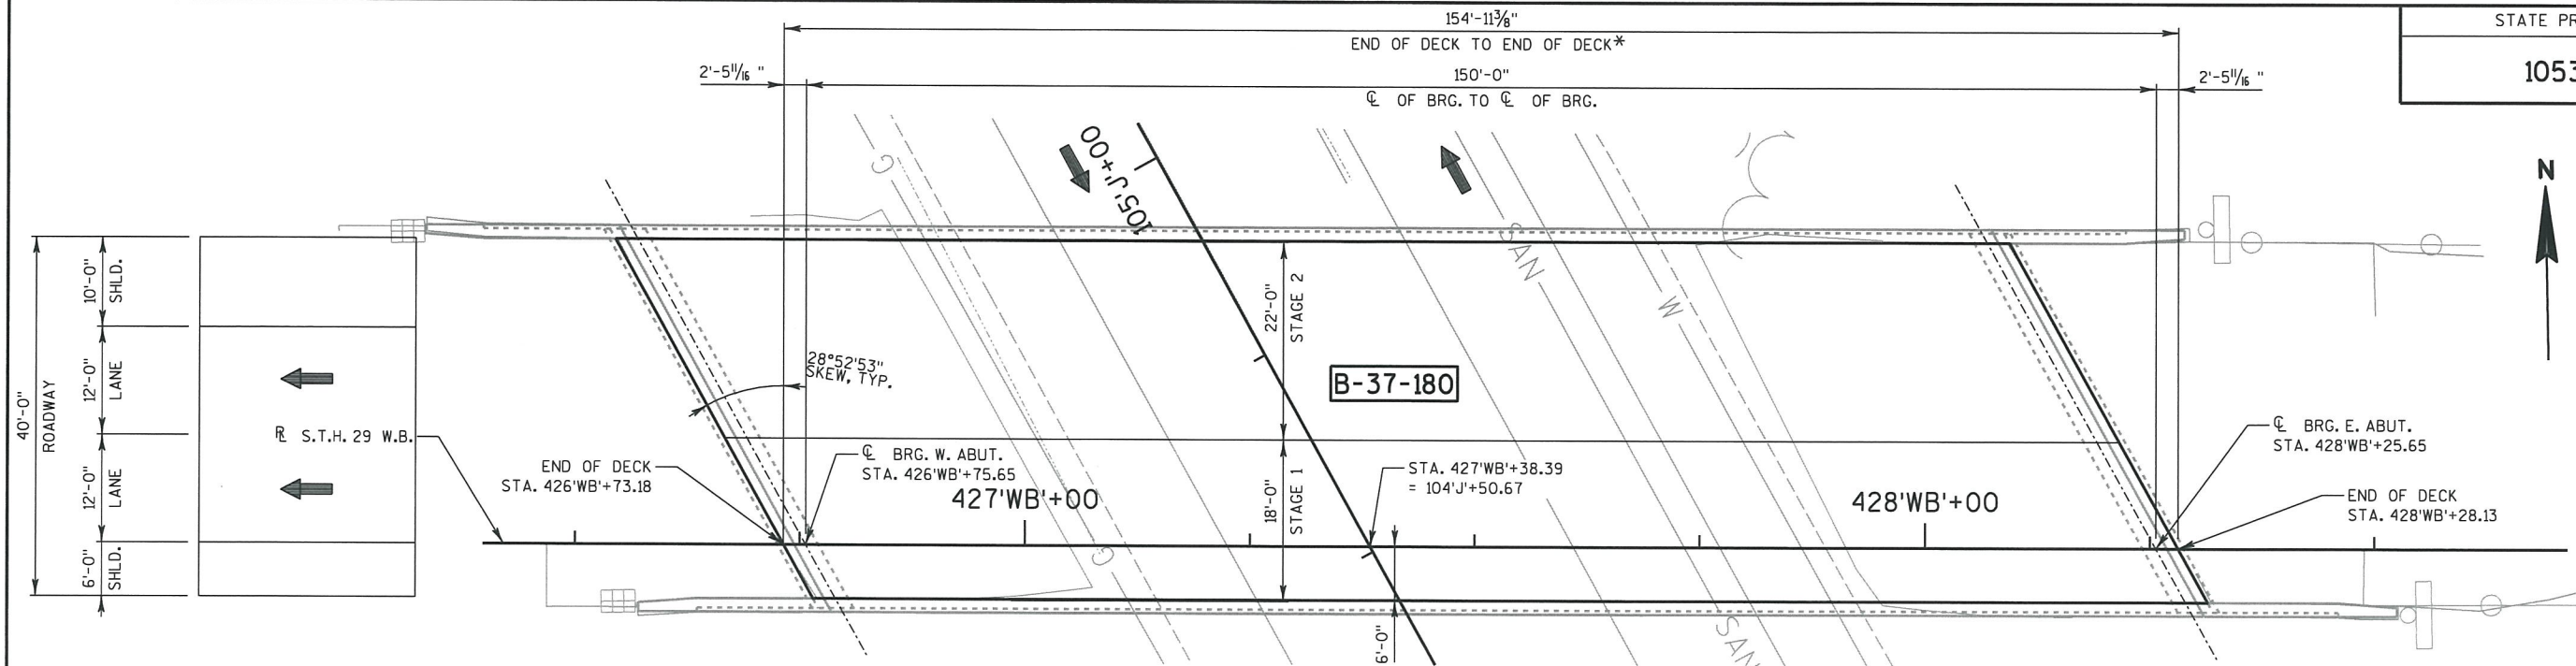 154'-11⅜"
END OF DECK TO END OF DECK*
STATE PR
1053
2'-5¹¹⁄₁₆ "
150'-0"
℄ OF BRG. TO ℄ OF BRG.
2'-5¹¹⁄₁₆ "
N
105'J'+00
G
SAN
W
40'-0"
ROADWAY
10'-0"
SHLD.
12'-0"
LANE
12'-0"
LANE
6'-0"
SHLD.
22'-0"
STAGE 2
28°52'53"
SKEW, TYP.
B-37-180
S.T.H. 29 W.B.
END OF DECK
STA. 426'WB'+73.18
℄ BRG. W. ABUT.
STA. 426'WB'+75.65
427'WB'+00
18'-0"
STAGE 1
STA. 427'WB'+38.39
= 104'J'+50.67
428'WB'+00
℄ BRG. E. ABUT.
STA. 428'WB'+25.65
END OF DECK
STA. 428'WB'+28.13
G
6'-0"
SAN